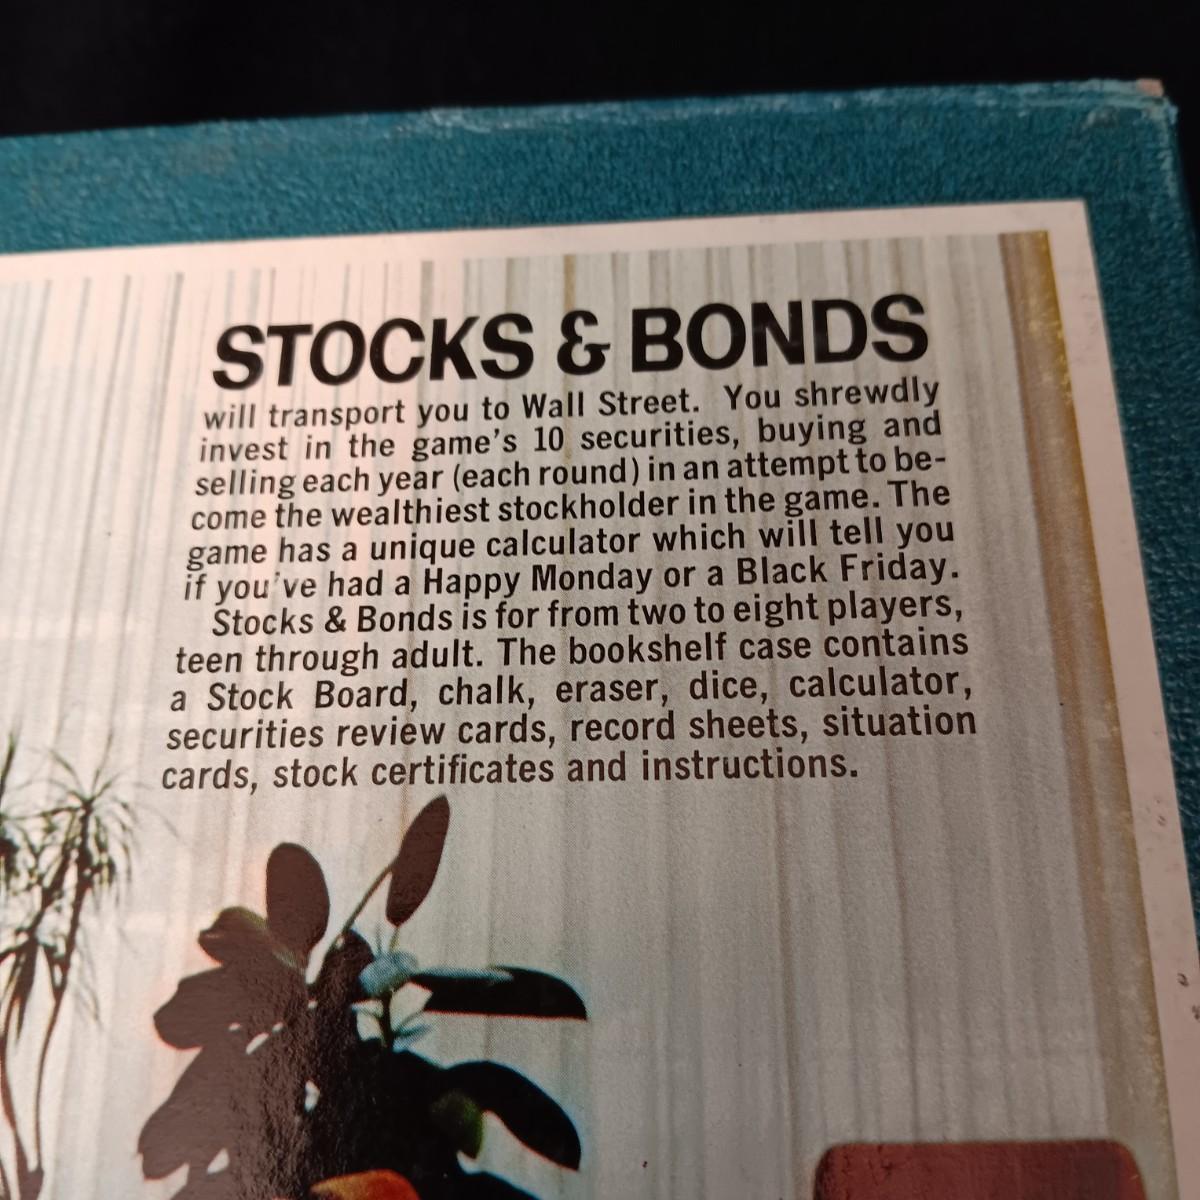 STOCKS & BONDS
will transport you to Wall Street. You shrewdly
invest in the game's 10 securities, buying and
selling each year (each round) in an attempt to be-
come the wealthiest stockholder in the game. The
game has a unique calculator which will tell you
if you've had a Happy Monday or a Black Friday.
Stocks & Bonds is for from two to eight players,
teen through adult. The bookshelf case contains
a Stock Board, chalk, eraser, dice, calculator,
securities review cards, record sheets, situation
cards, stock certificates and instructions.